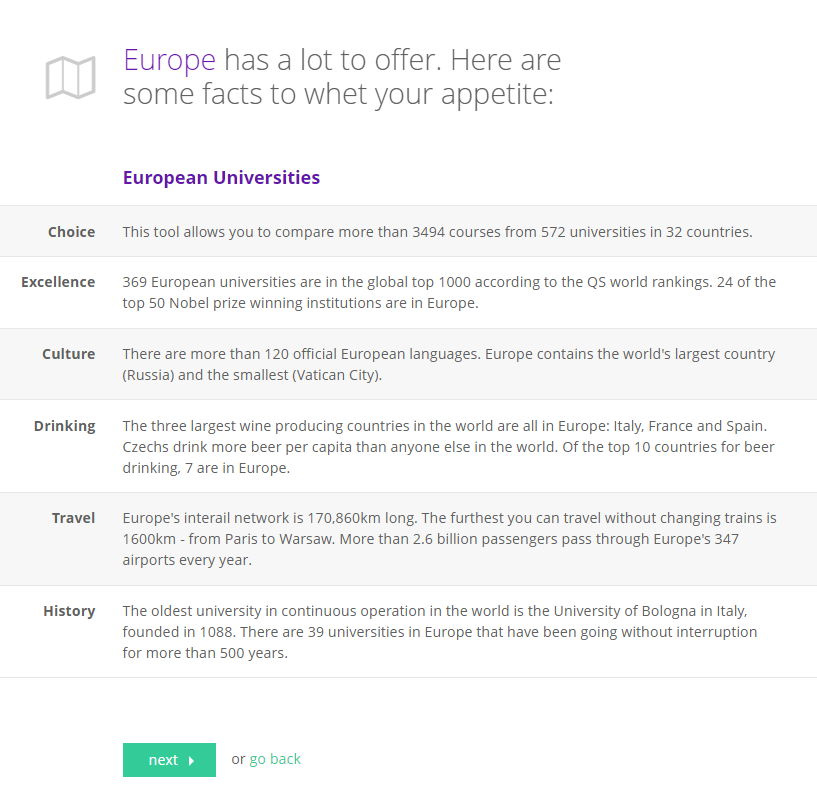 Europe has a lot to offer. Here are
some facts to whet your appetite:
European Universities
Choice
This tool allows you to compare more than 3494 courses from 572 universities in 32 countries.
Excellence
369 European universities are in the global top 1000 according to the QS world rankings. 24 of the
top 50 Nobel prize winning institutions are in Europe.
Culture
There are more than 120 official European languages. Europe contains the world's largest country
(Russia) and the smallest (Vatican City).
Drinking
The three largest wine producing countries in the world are all in Europe: Italy, France and Spain.
Czechs drink more beer per capita than anyone else in the world. Of the top 10 countries for beer
drinking, 7 are in Europe.
Travel
Europe's interail network is 170,860km long. The furthest you can travel without changing trains is
1600km - from Paris to Warsaw. More than 2.6 billion passengers pass through Europe's 347
airports every year.
History
The oldest university in continuous operation in the world is the University of Bologna in Italy,
founded in 1088. There are 39 universities in Europe that have been going without interruption
for more than 500 years.
next or go back